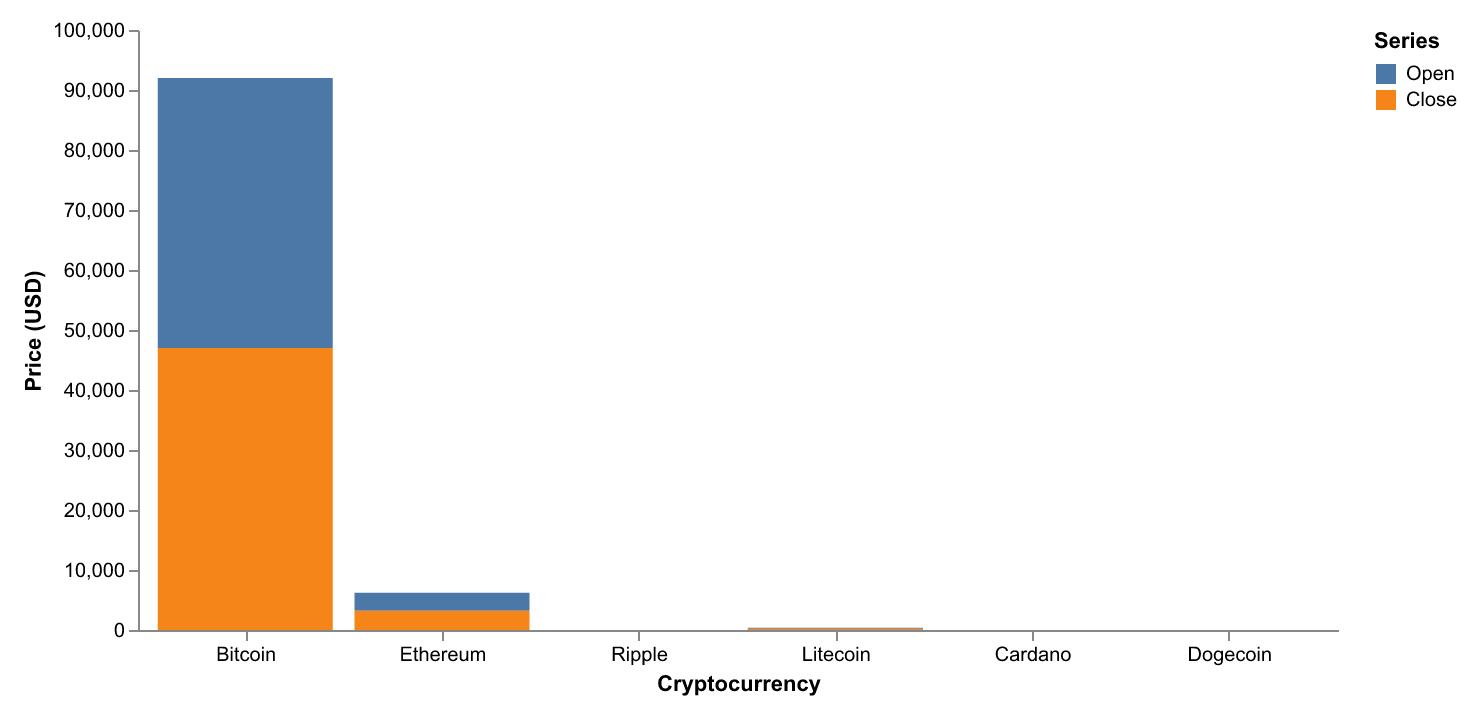 100,000
90,000
80,000
70,000
60,000
50,000
40,000
30,000
20,000
10,000
0
Price (USD)
Bitcoin Ethereum Ripple Litecoin Cardano Dogecoin
Cryptocurrency
Series
Open
Close